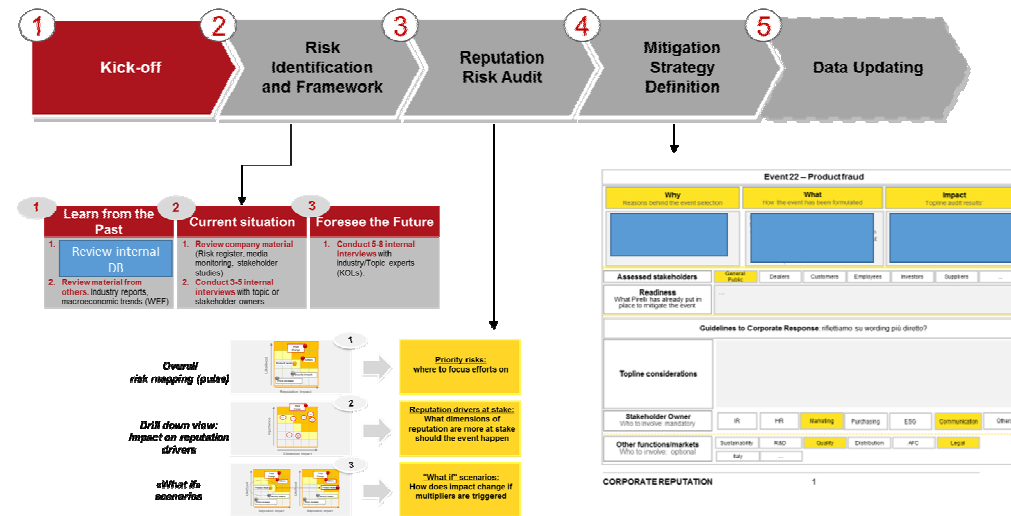 1
2
3
4
5
Kick-off
Risk
Identification
and Framework
Reputation
Risk Audit
Mitigation
Strategy
Definition
Data Updating
1
2
3
Learn from the
Past
Current situation
Foresee the Future
1.
Review internal
DB
2. Review material from
others. Industry reports,
macroeconomic trends (WEF)
1. Review company material
(Risk register, media
monitoring, stakeholder
studies)
2. Conduct 3-5 internal
interviews with topic or
stakeholder owners
1. Conduct 5-8 internal
Interviews with
industry/Topic experts
(KOLs).
Overall
risk mapping (pulse)
1
Priority risks:
where to focus efforts on
Drill down view:
Impact on reputation
drivers
2
Reputation drivers at stake:
What dimensions of
reputation are more at stake
should the event happen
«What if»
scenarios
3
"What if" scenarios:
How does impact change if
multipliers are triggered
Event 22 – Product fraud
Why
Reasons behind the event selection
What
How the event has been formulated
Impact
Topline audit results
Assessed stakeholders
General
Public
Dealers
Customers
Employees
Investors
Suppliers
...
Readiness
What Pirelli has already put in
place to mitigate the event
...
Guidelines to Corporate Response: riflettiamo su wording più diretto?
Topline considerations
Stakeholder Owner
Who to involve: mandatory
IR
HR
Marketing
Purchasing
ESG
Communication
Other functions/markets
Who to involve: optional
Sustainability
R&D
Quality
Distribution
AFC
Legal
Italy
...
CORPORATE REPUTATION
1